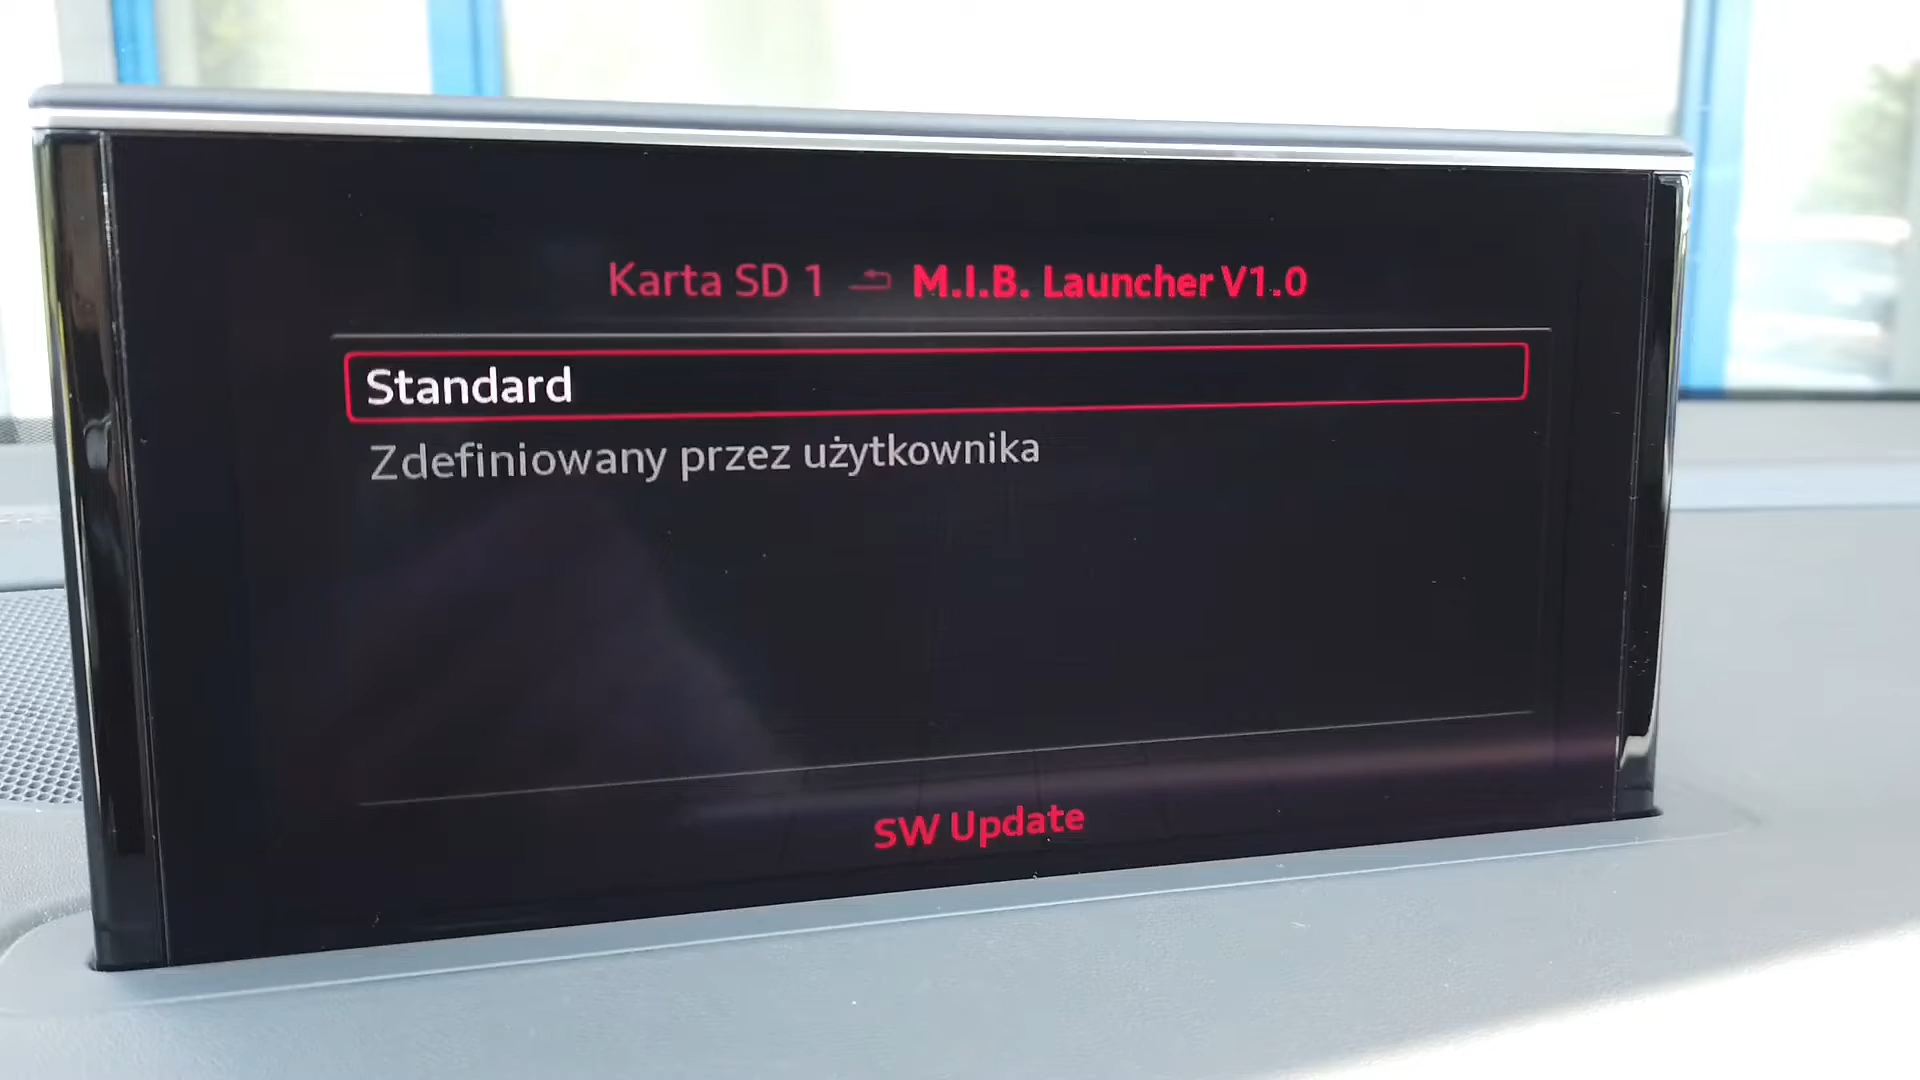 Karta SD 1 M.I.B. Launcher V1.0
Standard
Zdefiniowany przez użytkownika
SW Update